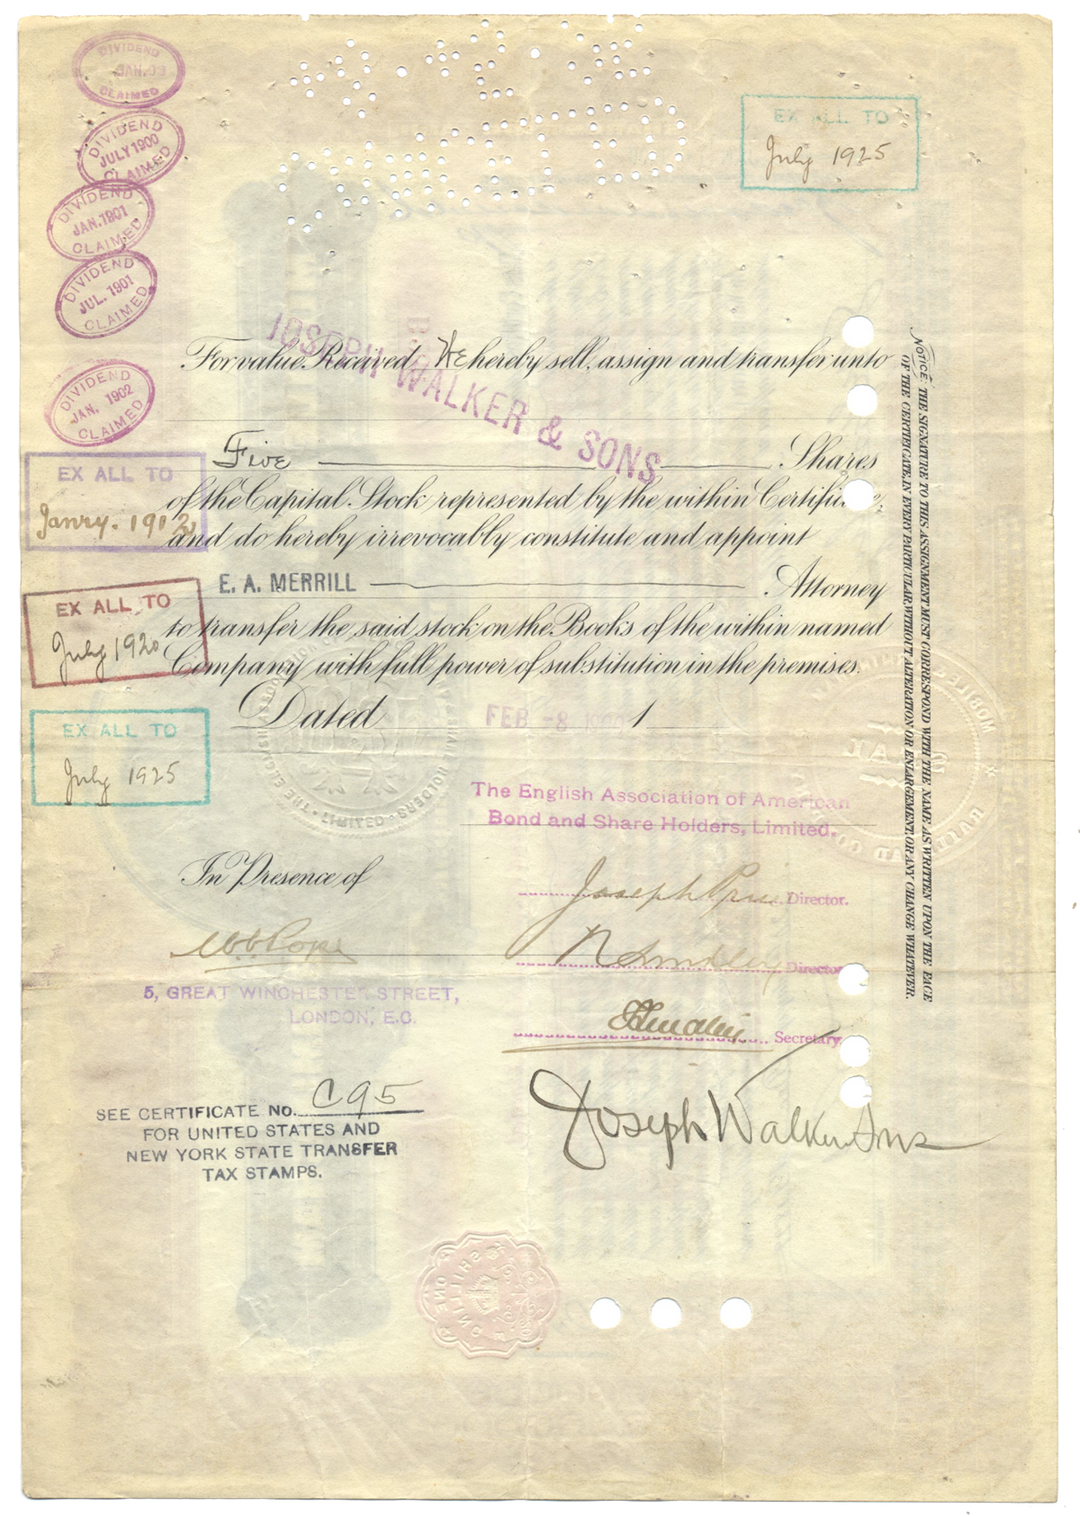 DIVIDEND
JAN.
CLAIMED
DIVIDEND
JULY 1900
CLAIMED
DIVIDEND
JAN. 1901
CLAIMED
DIVIDEND
JUL. 1901
CLAIMED
DIVIDEND
JAN. 1902
CLAIMED
EX ALL TO
July 1925
JOSEPH WALKER & SONS
For value Received We hereby sell, assign and transfer unto
Five Shares
of the Capital Stock represented by the within Certificate,
and do hereby irrevocably constitute and appoint
E. A. MERRILL Attorney
to transfer the said stock on the Books of the within named
Company with full power of substitution in the premises.
Dated FEB -8 1
EX ALL TO
Janry. 1912
EX ALL TO
July 1920
EX ALL TO
July 1925
The English Association of American
Bond and Share Holders, Limited.
In Presence of
Joseph Director.
Director
Secretary.
5, GREAT WINCHESTER STREET,
LONDON, E.C.
Joseph Walker Sons
SEE CERTIFICATE NO. C95
FOR UNITED STATES AND
NEW YORK STATE TRANSFER
TAX STAMPS.
NOTICE. THE SIGNATURE TO THIS ASSIGNMENT MUST CORRESPOND WITH THE NAME AS WRITTEN UPON THE FACE
OF THE CERTIFICATE IN EVERY PARTICULAR, WITHOUT ALTERATION OR ENLARGEMENT OR ANY CHANGE WHATEVER.
ONE SHILLING